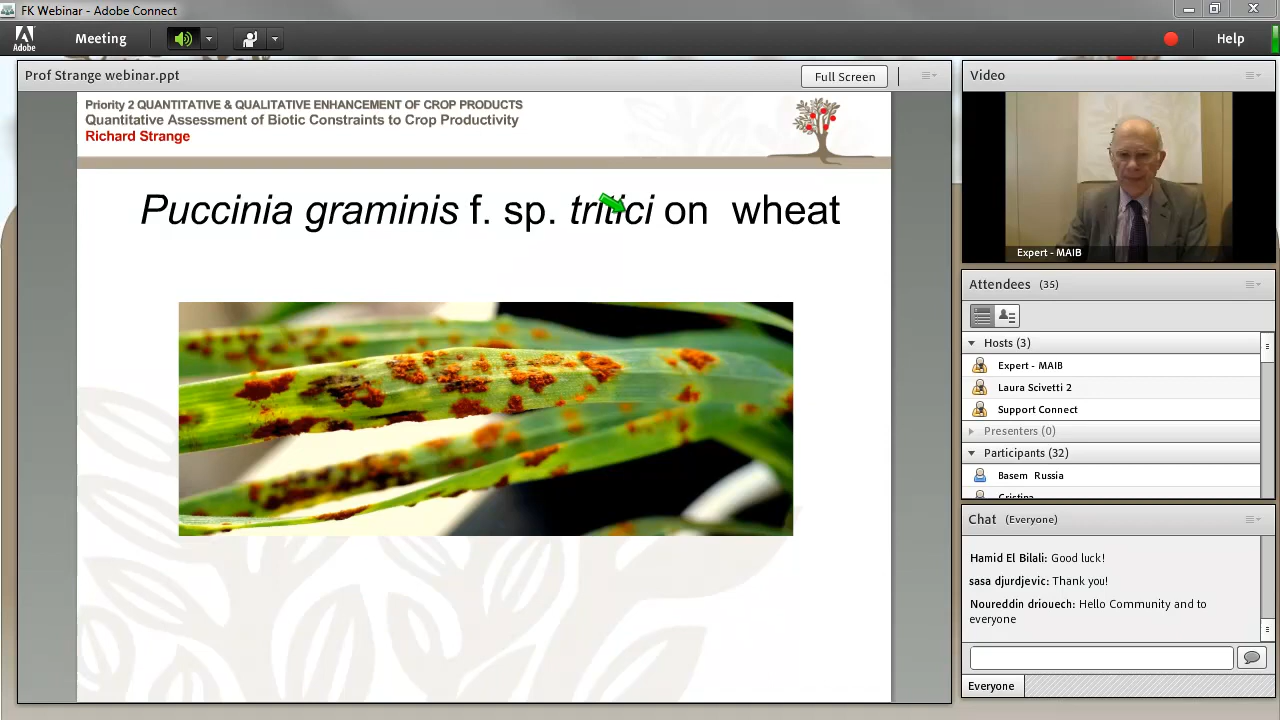 FK Webinar - Adobe Connect
Adobe
Meeting
Help
Prof Strange webinar.ppt
Full Screen
Priority 2 QUANTITATIVE & QUALITATIVE ENHANCEMENT OF CROP PRODUCTS
Quantitative Assessment of Biotic Constraints to Crop Productivity
Richard Strange
Puccinia graminis f. sp. tritici on wheat
Video
Expert - MAIB
Attendees (35)
Hosts (3)
Expert - MAIB
Laura Scivetti 2
Support Connect
Presenters (0)
Participants (32)
Basem Russia
Cristina
Chat (Everyone)
Hamid El Bilali: Good luck!
sasa djurdjevic: Thank you!
Noureddin driouech: Hello Community and to
everyone
Everyone